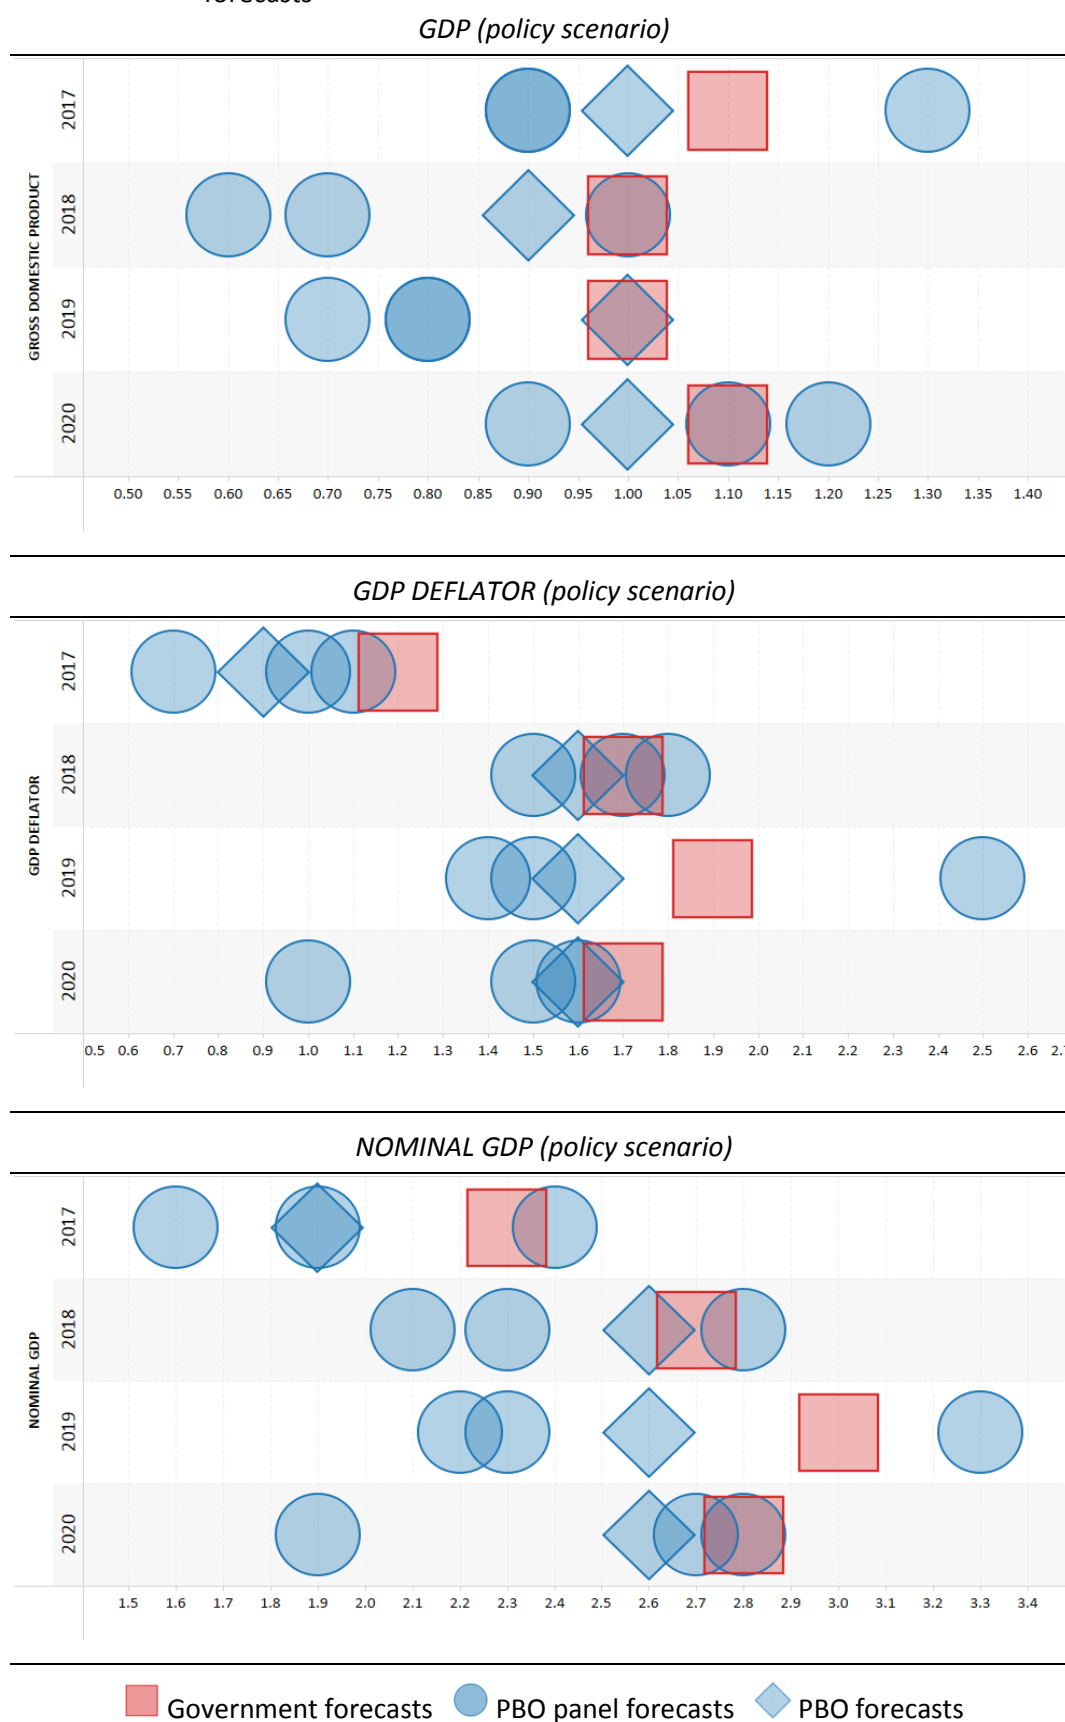 forecasts
GDP (policy scenario)
GROSS DOMESTIC PRODUCT
2017
2018
2019
2020
0.50 0.55 0.60 0.65 0.70 0.75 0.80 0.85 0.90 0.95 1.00 1.05 1.10 1.15 1.20 1.25 1.30 1.35 1.40
GDP DEFLATOR (policy scenario)
GDP DEFLATOR
2017
2018
2019
2020
0.5 0.6 0.7 0.8 0.9 1.0 1.1 1.2 1.3 1.4 1.5 1.6 1.7 1.8 1.9 2.0 2.1 2.2 2.3 2.4 2.5 2.6
NOMINAL GDP (policy scenario)
NOMINAL GDP
2017
2018
2019
2020
1.5 1.6 1.7 1.8 1.9 2.0 2.1 2.2 2.3 2.4 2.5 2.6 2.7 2.8 2.9 3.0 3.1 3.2 3.3 3.4
Government forecasts PBO panel forecasts PBO forecasts